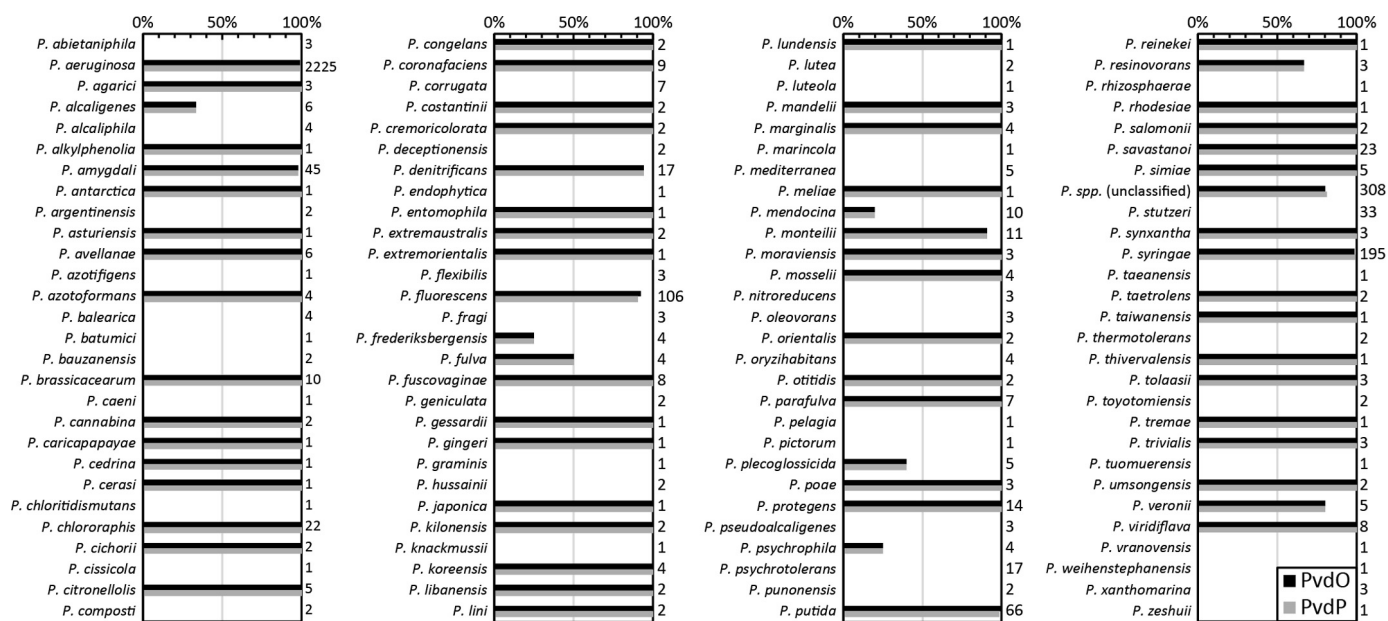 0% 50% 100%
P. abietaniphila 3
P. aeruginosa 2225
P. agarici 3
P. alcaligenes 6
P. alcaliphila 4
P. alkylphenolia 1
P. amygdali 45
P. antarctica 1
P. argentinensis 2
P. asturiensis 1
P. avellanae 6
P. azotifigens 1
P. azotoformans 4
P. balearica 4
P. batumici 1
P. bauzanensis 2
P. brassicacearum 10
P. caeni 1
P. cannabina 2
P. caricapapayae 1
P. cedrina 1
P. cerasi 1
P. chloritidismutans 1
P. chlororaphis 22
P. cichorii 2
P. cissicola 1
P. citronellolis 5
P. composti 2
0% 50% 100%
P. congelans 2
P. coronafaciens 9
P. corrugata 7
P. costantinii 2
P. cremoricolorata 2
P. deceptionensis 2
P. denitrificans 17
P. endophytica 1
P. entomophila 1
P. extremaustralis 2
P. extremorientalis 1
P. flexibilis 3
P. fluorescens 106
P. fragi 3
P. frederiksbergensis 4
P. fulva 4
P. fuscovaginae 8
P. geniculata 2
P. gessardii 1
P. gingeri 1
P. graminis 1
P. hussainii 2
P. japonica 1
P. kilonensis 2
P. knackmussii 1
P. koreensis 4
P. libanensis 2
P. lini 2
0% 50% 100%
P. lundensis 1
P. lutea 2
P. luteola 1
P. mandelii 3
P. marginalis 4
P. marincola 1
P. mediterranea 5
P. meliae 1
P. mendocina 10
P. monteilii 11
P. moraviensis 3
P. mosselii 4
P. nitroreducens 3
P. oleovorans 3
P. orientalis 2
P. oryzihabitans 4
P. otitidis 2
P. parafulva 7
P. pelagia 1
P. pictorum 1
P. plecoglossicida 5
P. poae 3
P. protegens 14
P. pseudoalcaligenes 3
P. psychrophila 4
P. psychrotolerans 17
P. punonensis 2
P. putida 66
0% 50% 100%
P. reinekei 1
P. resinovorans 3
P. rhizosphaerae 1
P. rhodesiae 1
P. salomonii 2
P. savastanoi 23
P. simiae 5
P. spp. (unclassified) 308
P. stutzeri 33
P. synxantha 3
P. syringae 195
P. taeanensis 1
P. taetrolens 2
P. taiwanensis 1
P. thermotolerans 2
P. thivervalensis 1
P. tolaasii 3
P. toyotomiensis 2
P. tremae 1
P. trivialis 3
P. tuomuerensis 1
P. umsongensis 2
P. veronii 5
P. viridiflava 8
P. vranovensis 1
P. weihenstephanensis 1
P. xanthomarina 3
P. zeshuii 1
PvdO
PvdP